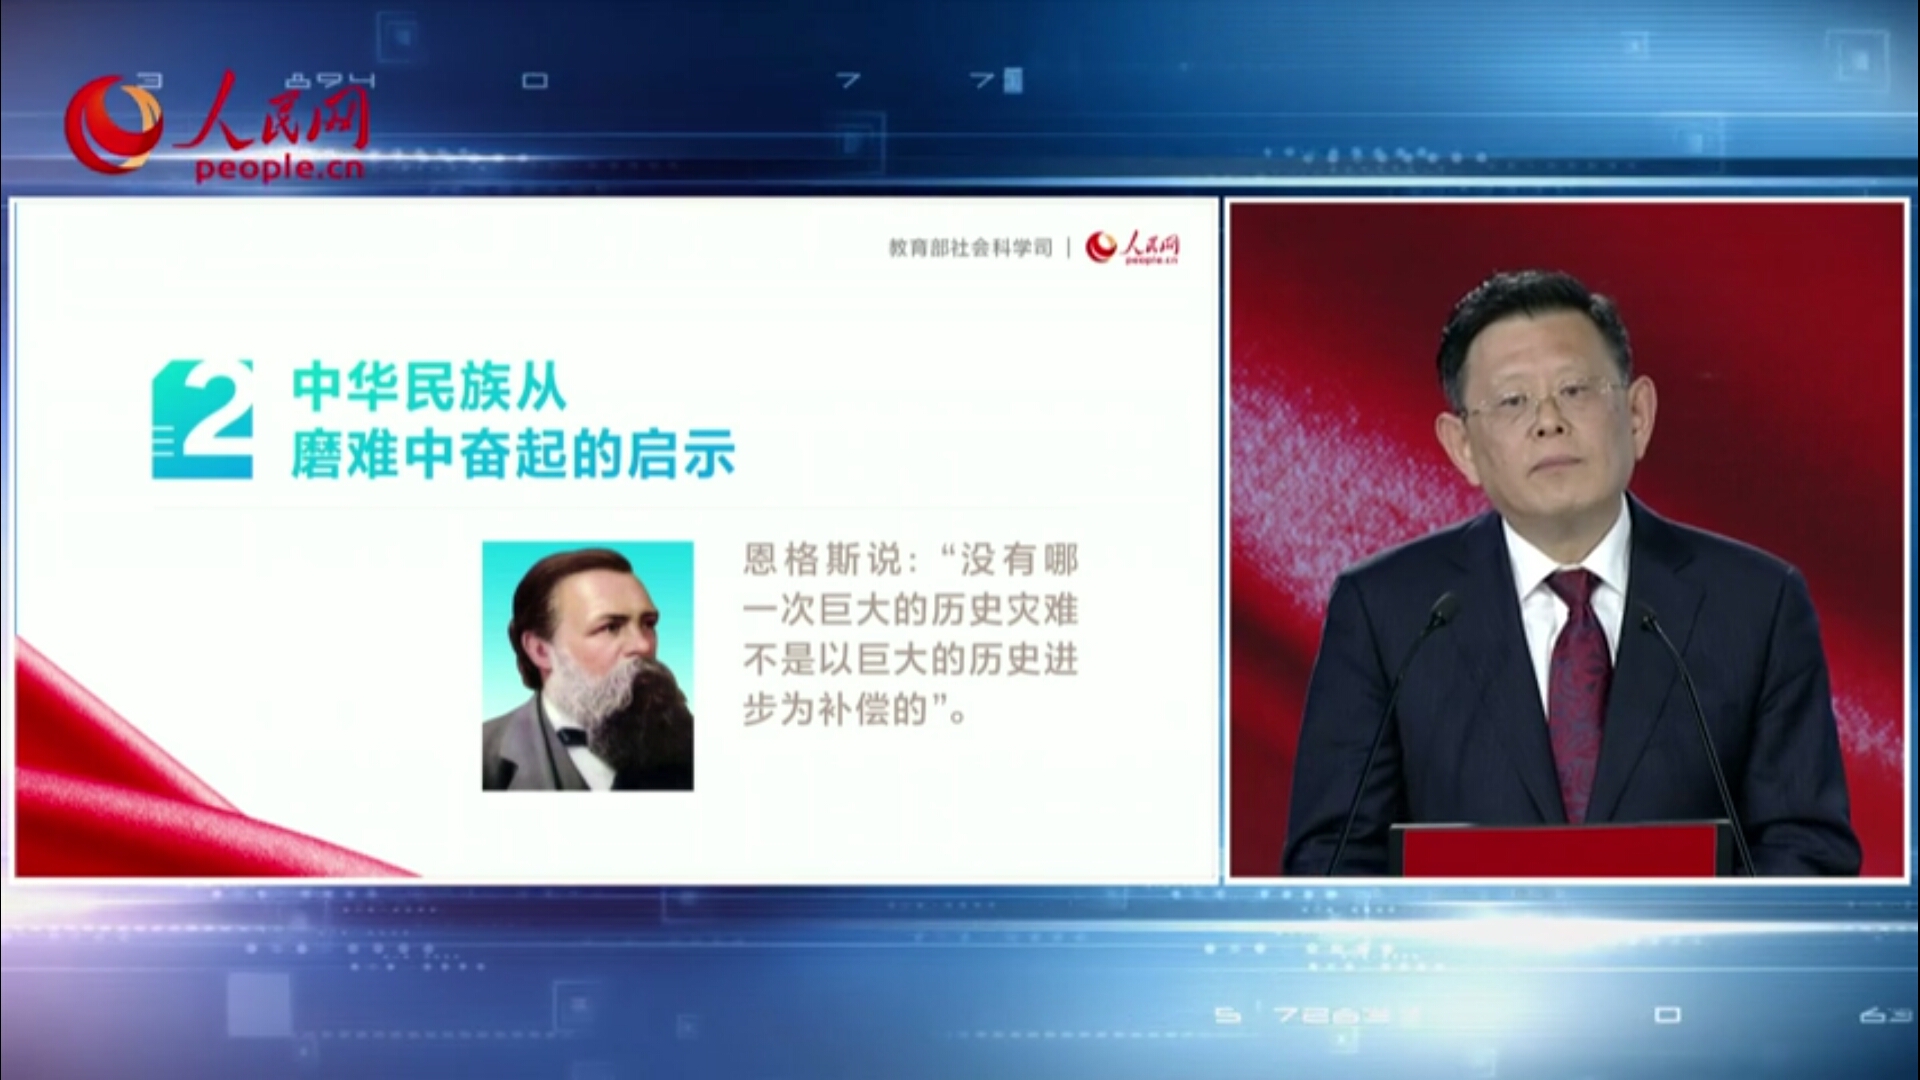 人民网
people.cn
教育部社会科学司 | 人民网
people.cn
2
中华民族从
磨难中奋起的启示
恩格斯说：“没有哪
一次巨大的历史灾难
不是以巨大的历史进
步为补偿的”。